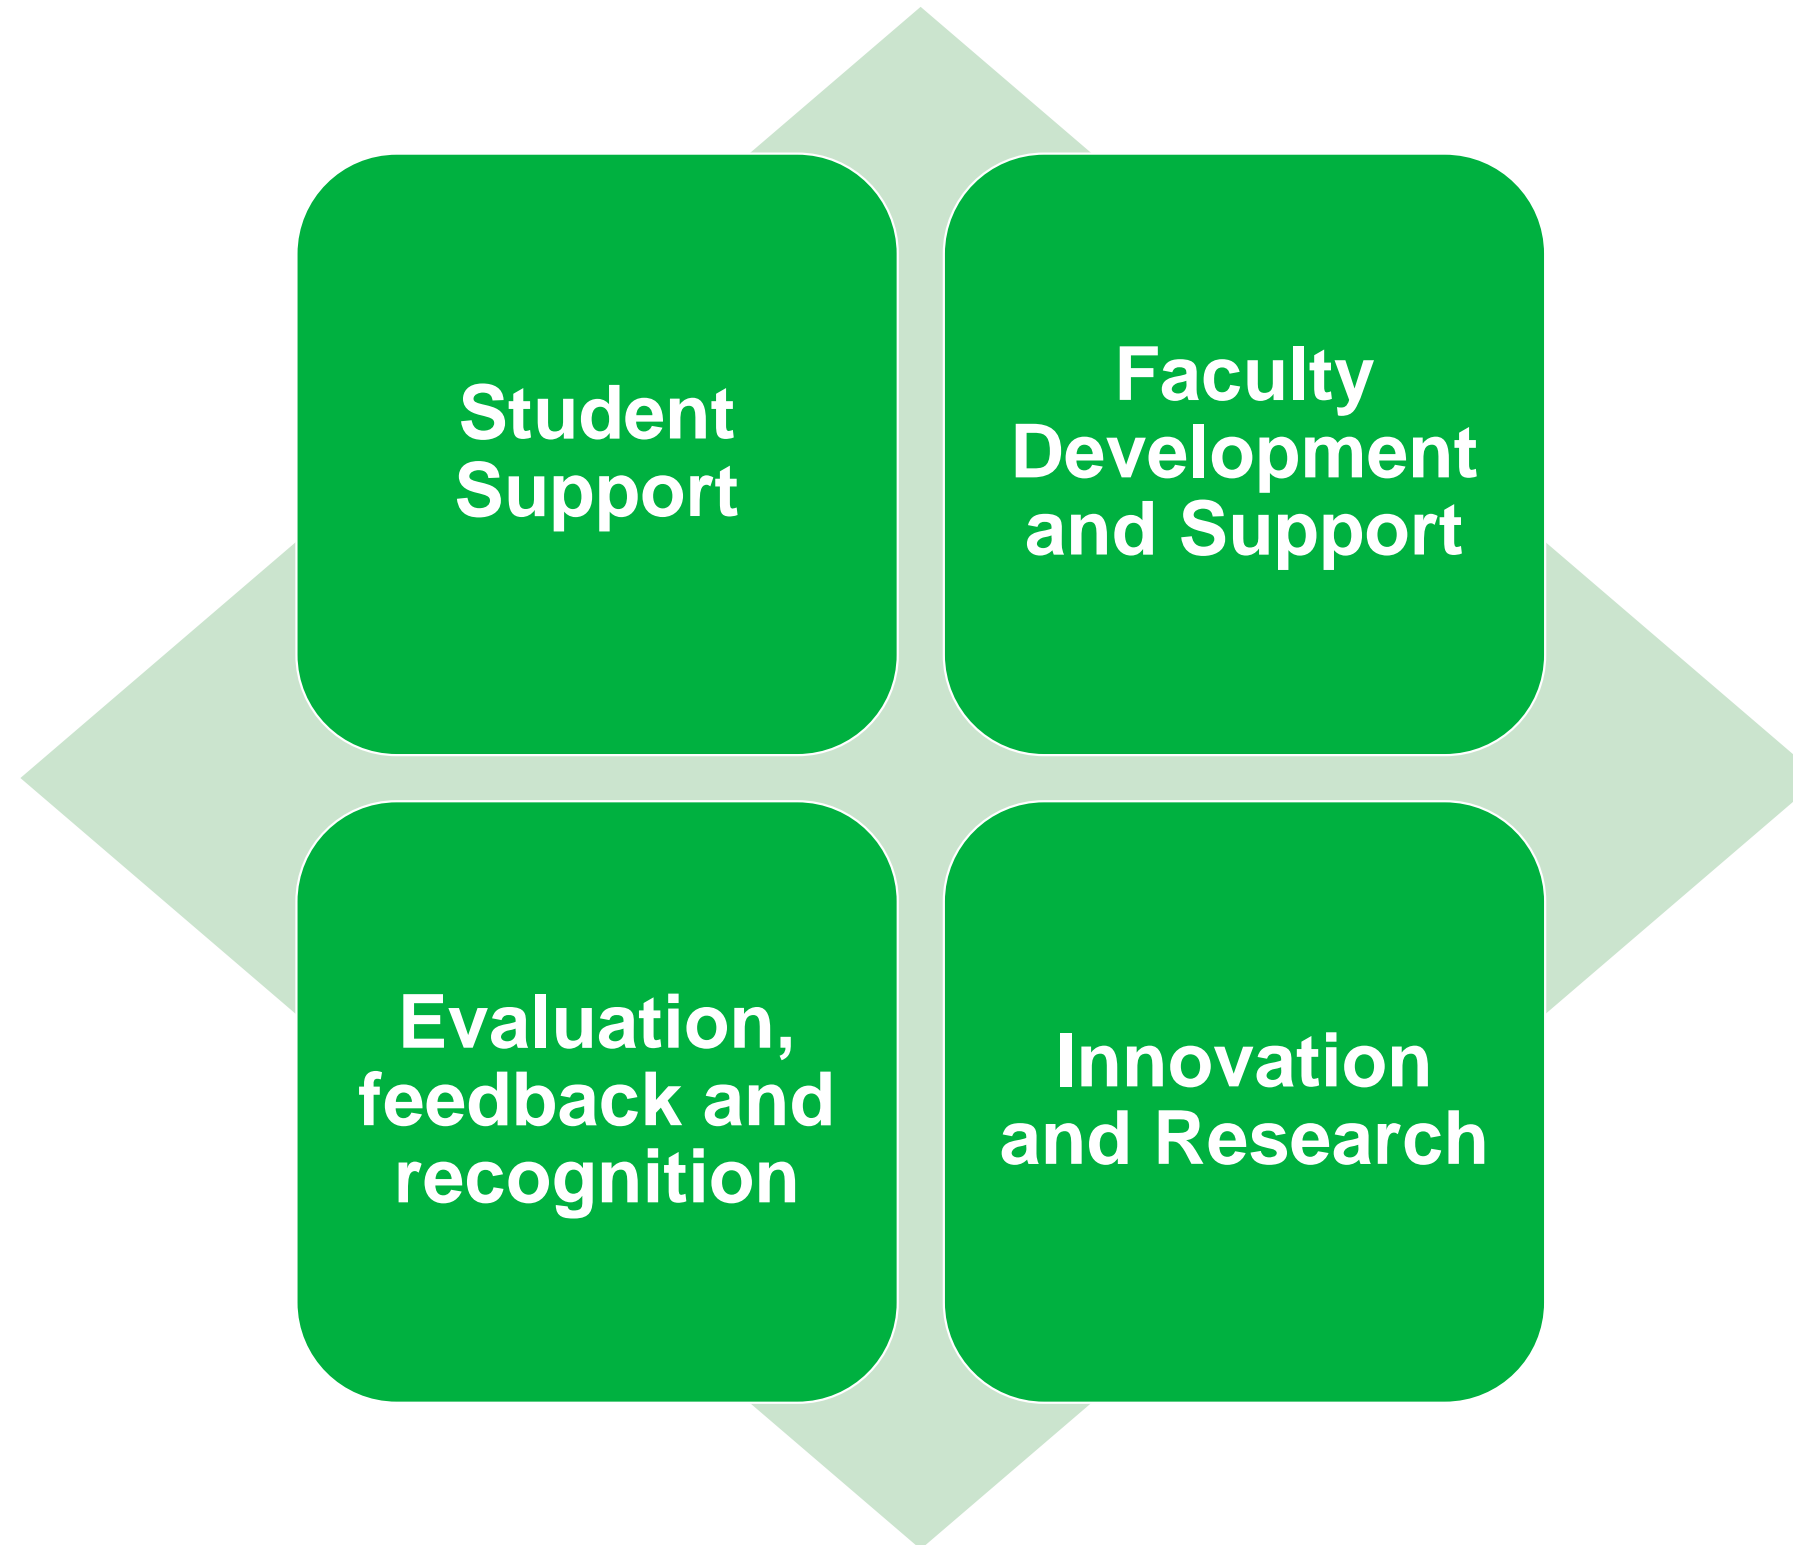 Student
Support
Faculty
Development
and Support
Evaluation,
feedback and
recognition
Innovation
and Research